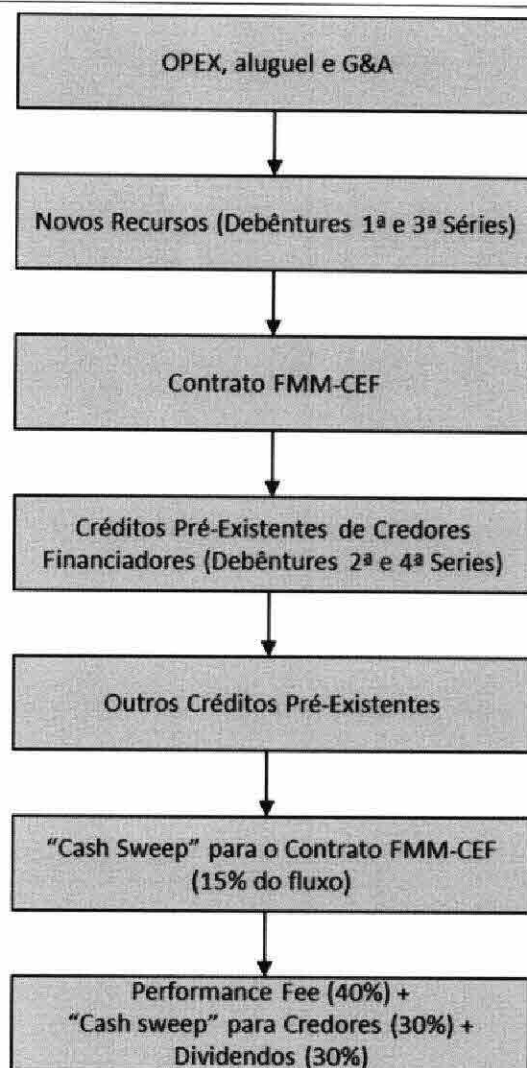 OPEX, aluguel e G&A
Novos Recursos (Debêntures 1ª e 3ª Séries)
Contrato FMM-CEF
Créditos Pré-Existentes de Credores
Financiadores (Debêntures 2ª e 4ª Series)
Outros Créditos Pré-Existentes
“Cash Sweep” para o Contrato FMM-CEF
(15% do fluxo)
Performance Fee (40%) +
“Cash sweep” para Credores (30%) +
Dividendos (30%)